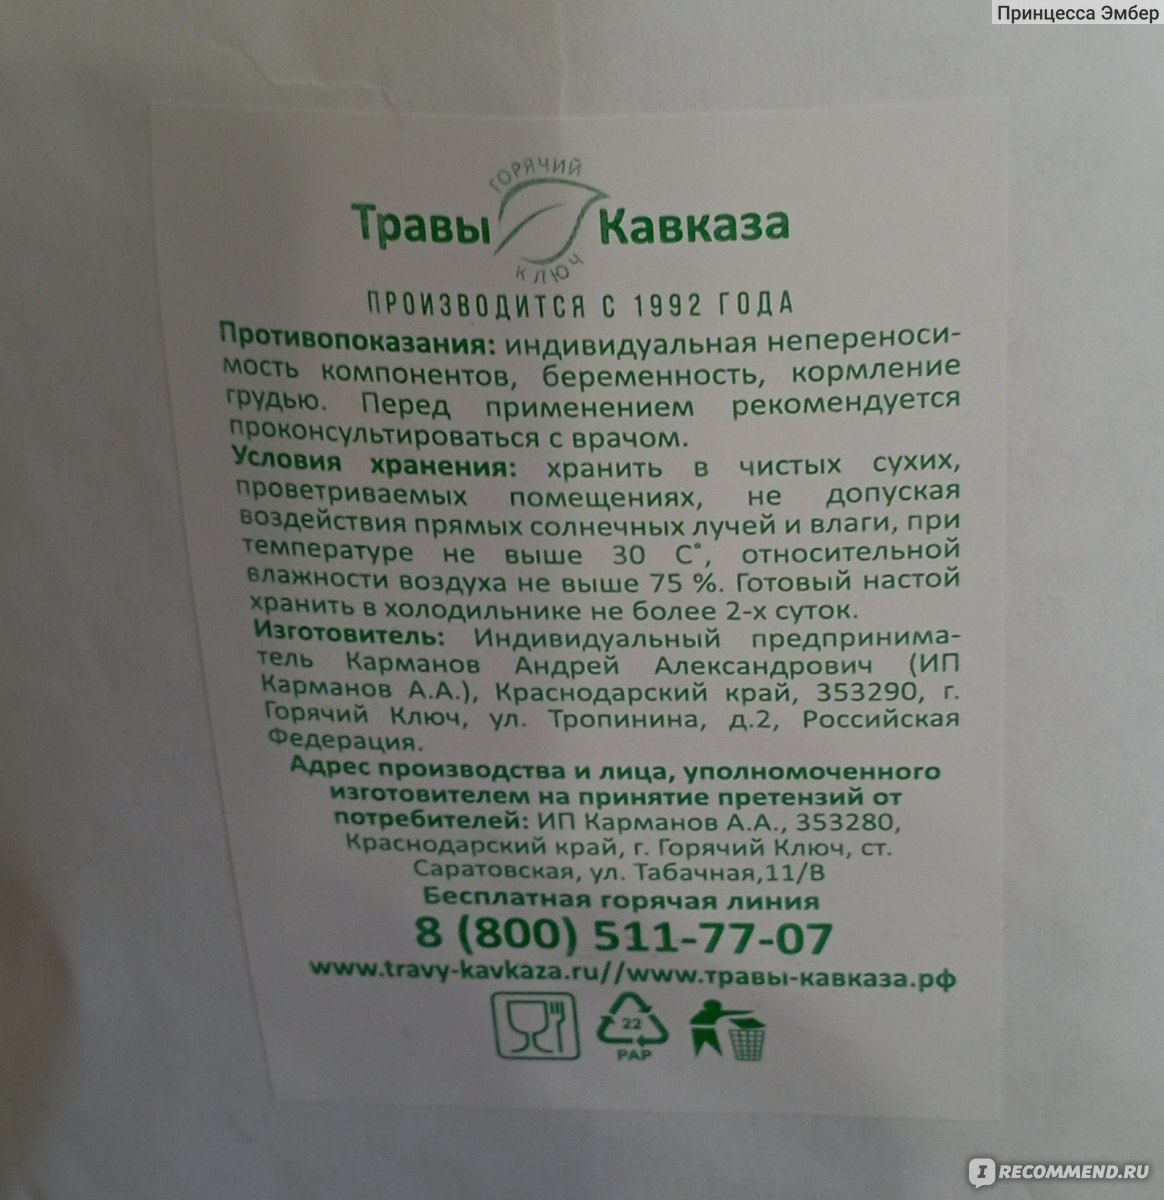 Принцесса Эмбер
ГОРЯЧИЙ
Травы Кавказа
КЛЮЧ
ПРОИЗВОДИТСЯ С 1992 ГОДА
Противопоказания: индивидуальная непереноси-
мость компонентов, беременность, кормление
грудью. Перед применением рекомендуется
проконсультироваться с врачом.
Условия хранения: хранить в чистых сухих,
проветриваемых помещениях, не допуская
воздействия прямых солнечных лучей и влаги, при
температуре не выше 30 С˚, относительной
влажности воздуха не выше 75 %. Готовый настой
хранить в холодильнике не более 2-х суток.
Изготовитель: Индивидуальный предпринима-
тель Карманов Андрей Александрович (ИП
Карманов А.А.), Краснодарский край, 353290, г.
Горячий Ключ, ул. Тропинина, д.2, Российская
Федерация.
Адрес производства и лица, уполномоченного
изготовителем на принятие претензий от
потребителей: ИП Карманов А.А., 353280,
Краснодарский край, г. Горячий Ключ, ст.
Саратовская, ул. Табачная,11/В
Бесплатная горячая линия
8 (800) 511-77-07
www.travy-kavkaza.ru//www.травы-кавказа.рф
22
PAP
IRECOMMEND.RU